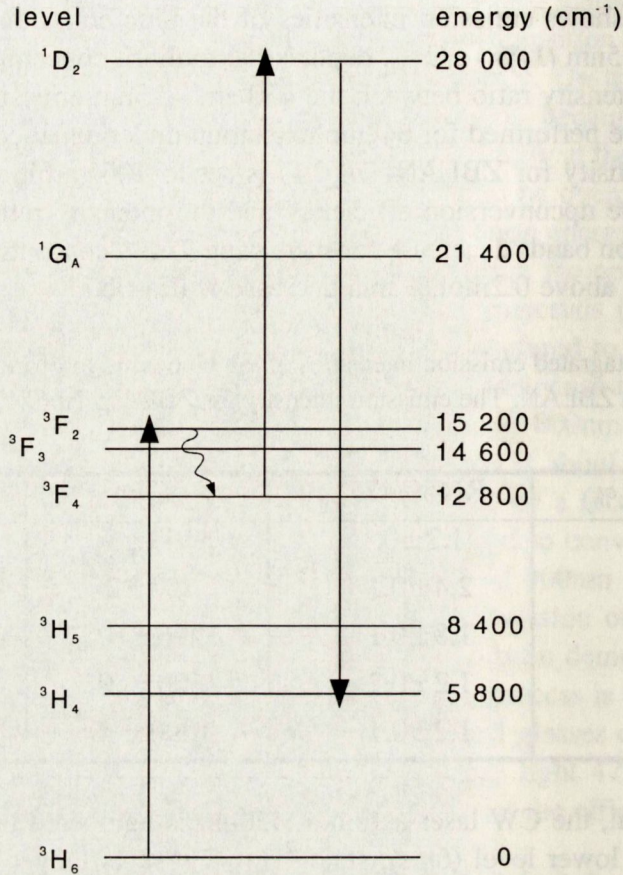 level energy (cm⁻¹)
¹D₂ 28 000
¹G₄ 21 400
³F₂ 15 200
³F₃ 14 600
³F₄ 12 800
³H₅ 8 400
³H₄ 5 800
³H₆ 0